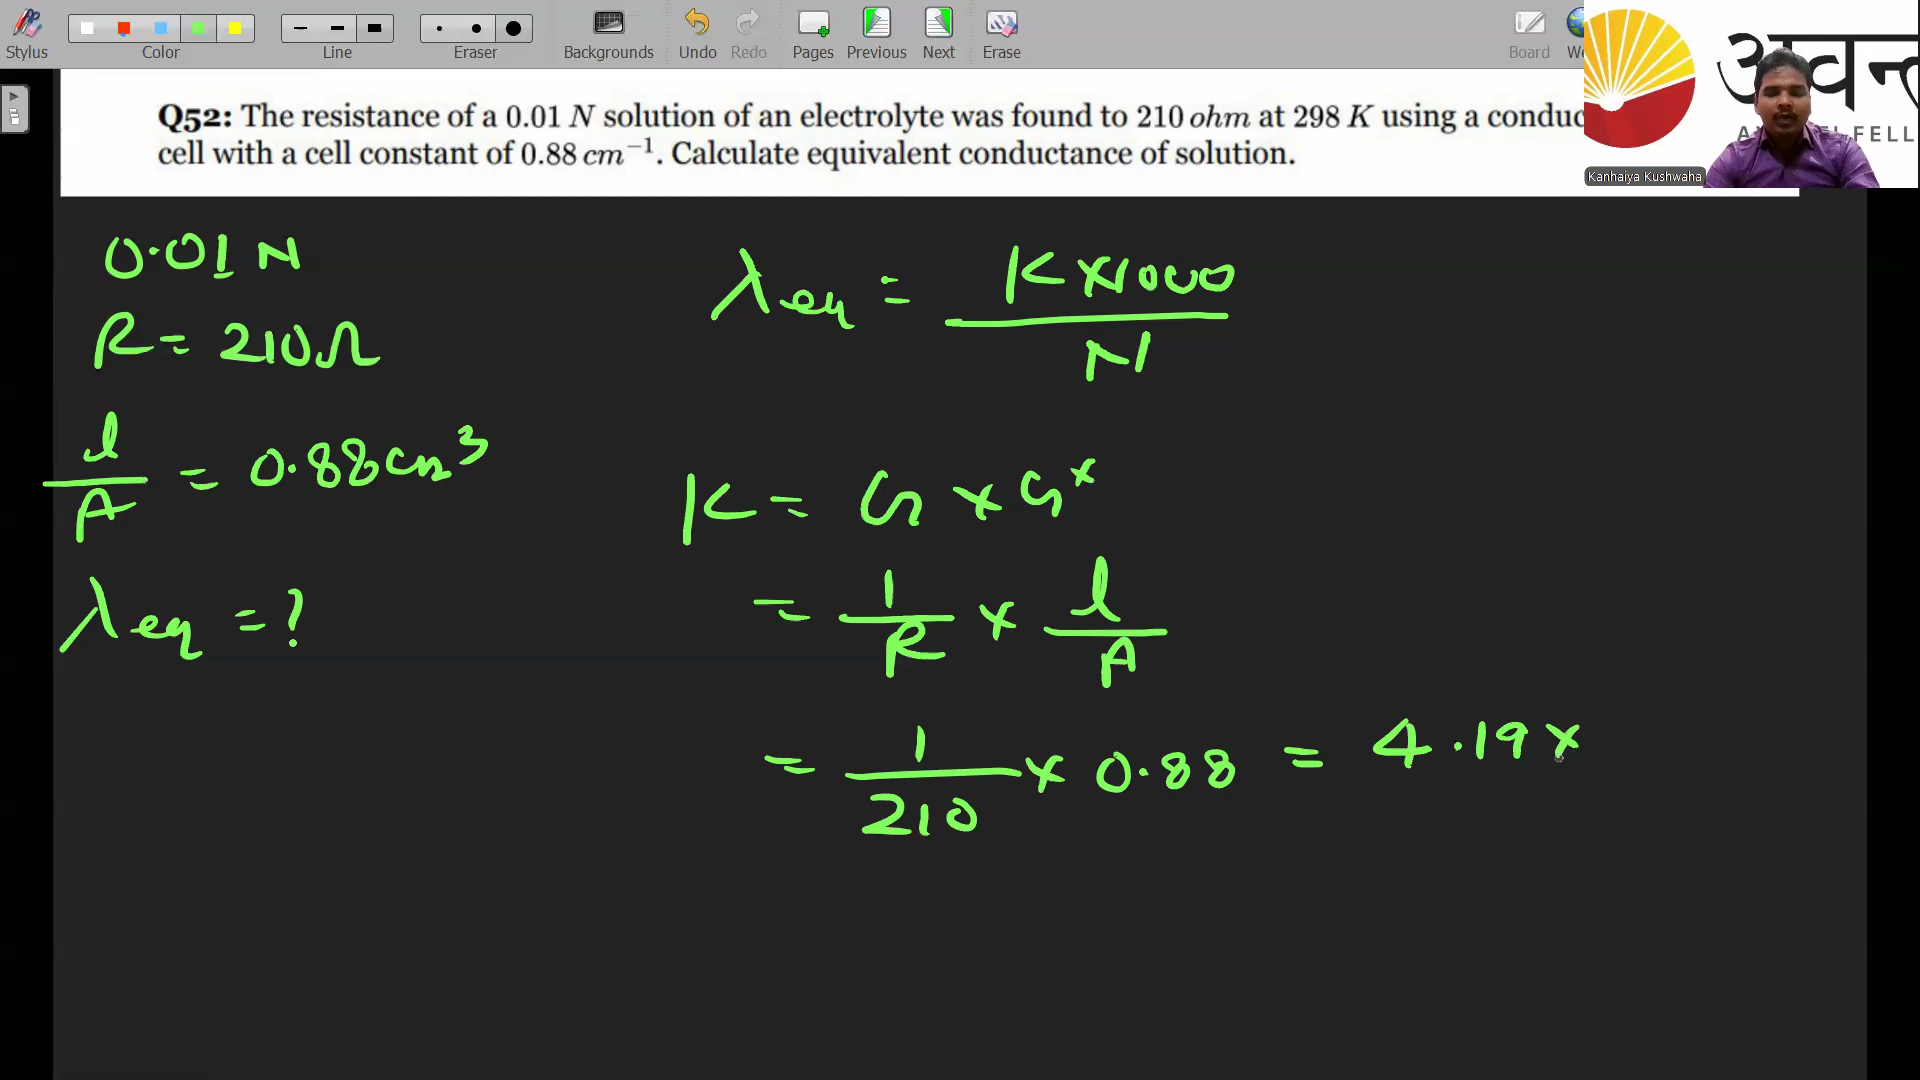 Stylus
Color
Line
Eraser
Backgrounds
Undo
Redo
Pages
Previous
Next
Erase
Board
अवन्
FELL
Kanhaiya Kushwaha
Q52: The resistance of a 0.01 N solution of an electrolyte was found to 210 ohm at 298 K using a conduc
cell with a cell constant of 0.88 cm⁻¹. Calculate equivalent conductance of solution.
0.01 N
R = 210Ω
l/A = 0.88cm³
λeq = ?
λeq = K×1000/N
K = G × G*
= 1/R × l/A
= 1/210 × 0.88 = 4.19 ×